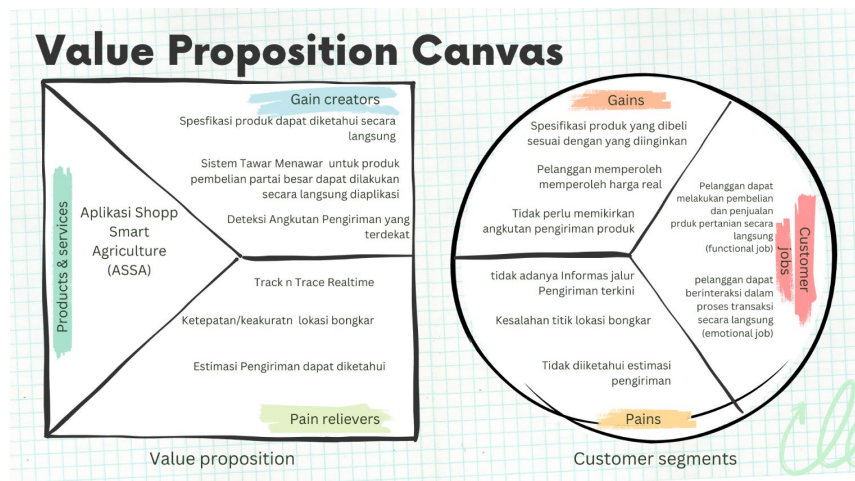 Value Proposition Canvas
Gain creators
Spesfikasi produk dapat diketahui secara
langsung
Sistem Tawar Menawar untuk produk
pembelian partai besar dapat dilakukan
secara langsung diaplikasi
Deteksi Angkutan Pengiriman yang
terdekat
Products & services
Aplikasi Shopp
Smart
Agriculture
(ASSA)
Track n Trace Realtime
Ketepatan/keakuratn lokasi bongkar
Estimasi Pengiriman dapat diketahui
Pain relievers
Value proposition
Gains
Spesifikasi produk yang dibeli
sesuai dengan yang diinginkan
Pelanggan memperoleh
memperoleh harga real
Tidak perlu memikirkan
angkutan pengiriman produk
Pelanggan dapat
melakukan pembelian
dan penjualan
prduk pertanian secara
langsung
(functional job)
pelanggan dapat
berinteraksi dalam
proses transaksi
secara langsung
(emotional job)
Customer
jobs
tidak adanya Informas jalur
Pengiriman terkini
Kesalahan titik lokasi bongkar
Tidak diiketahui estimasi
pengiriman
Pains
Customer segments